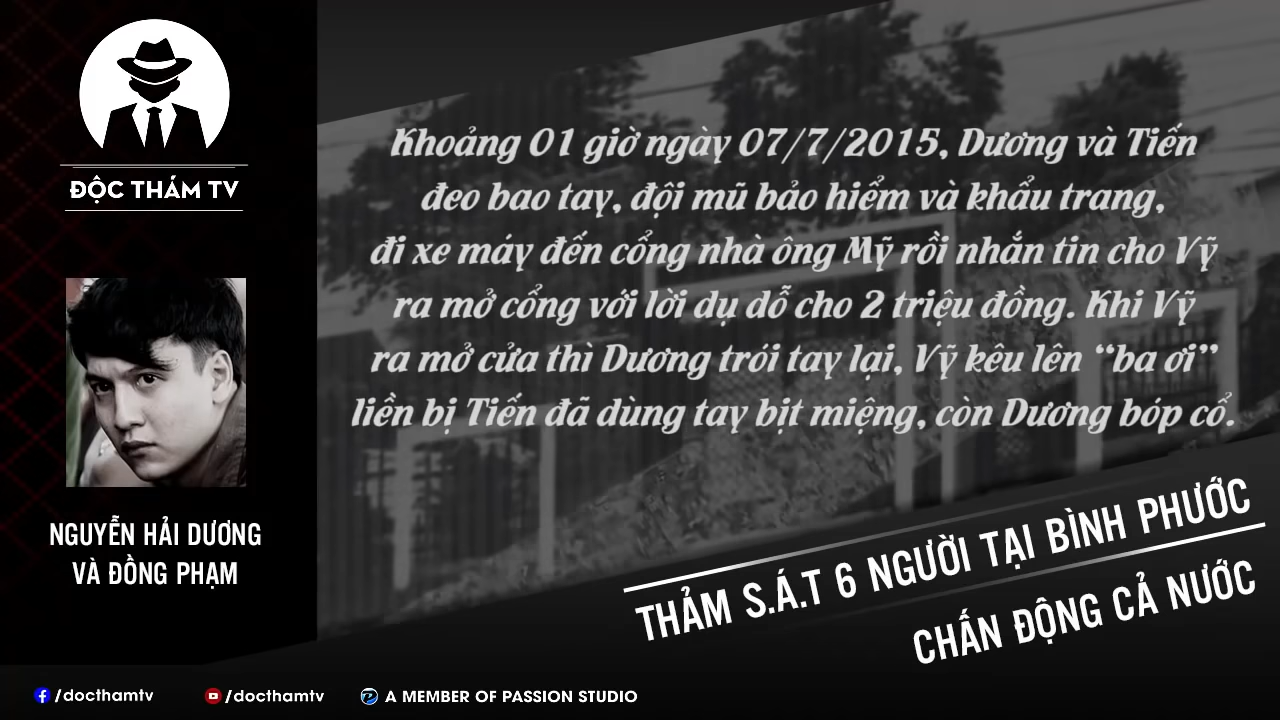 ĐỘC THÁM TV
NGUYỄN HẢI DƯƠNG
VÀ ĐỒNG PHẠM
Khoảng 01 giờ ngày 07/7/2015, Dương và Tiến
đeo bao tay, đội mũ bảo hiểm và khẩu trang,
đi xe máy đến cổng nhà ông Mỹ rồi nhắn tin cho Vỹ
ra mở cổng với lời dụ dỗ cho 2 triệu đồng. Khi Vỹ
ra mở cửa thì Dương trói tay lại, Vỹ kêu lên “ba ơi”
liền bị Tiến đã dùng tay bịt miệng, còn Dương bóp cổ.
THẢM S.Á.T 6 NGƯỜI TẠI BÌNH PHƯỚC
CHẤN ĐỘNG CẢ NƯỚC
/docthamtv
/docthamtv
A MEMBER OF PASSION STUDIO